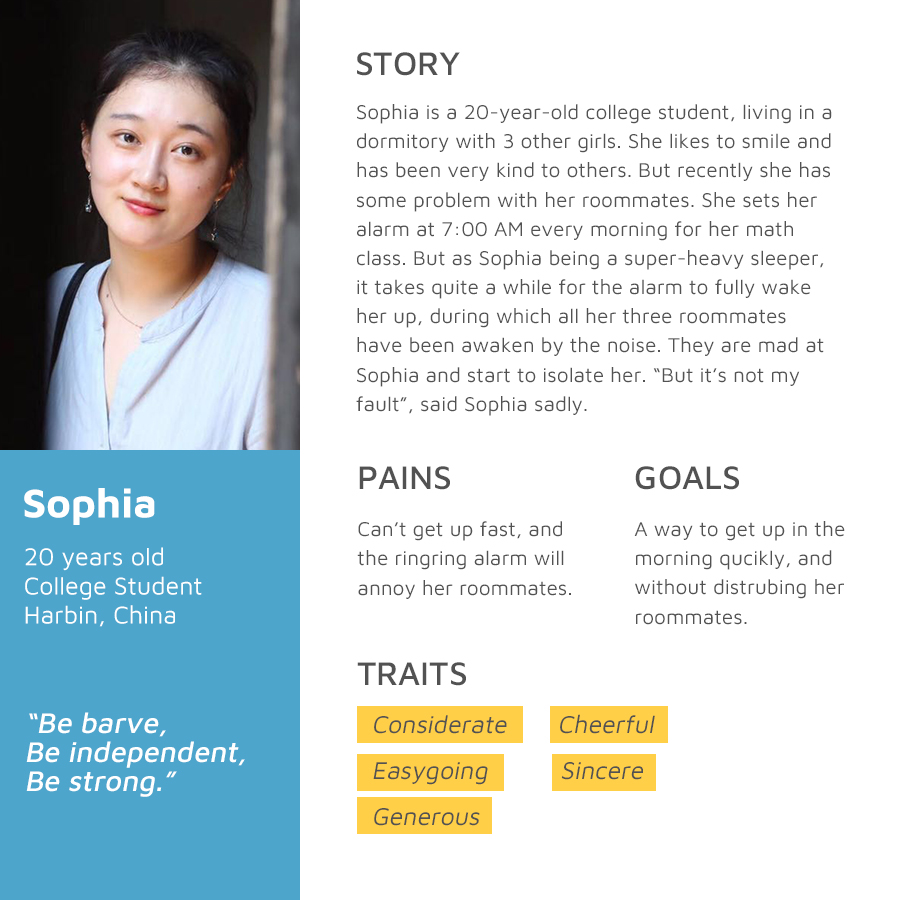 STORY
Sophia is a 20-year-old college student, living in a
dormitory with 3 other girls. She likes to smile and
has been very kind to others. But recently she has
some problem with her roommates. She sets her
alarm at 7:00 AM every morning for her math
class. But as Sophia being a super-heavy sleeper,
it takes quite a while for the alarm to fully wake
her up, during which all her three roommates
have been awaken by the noise. They are mad at
Sophia and start to isolate her. “But it’s not my
fault”, said Sophia sadly.
Sophia
20 years old
College Student
Harbin, China
“Be barve,
Be independent,
Be strong.”
PAINS
Can’t get up fast, and
the ringring alarm will
annoy her roommates.
GOALS
A way to get up in the
morning qucikly, and
without distrubing her
roommates.
TRAITS
Considerate
Cheerful
Easygoing
Sincere
Generous